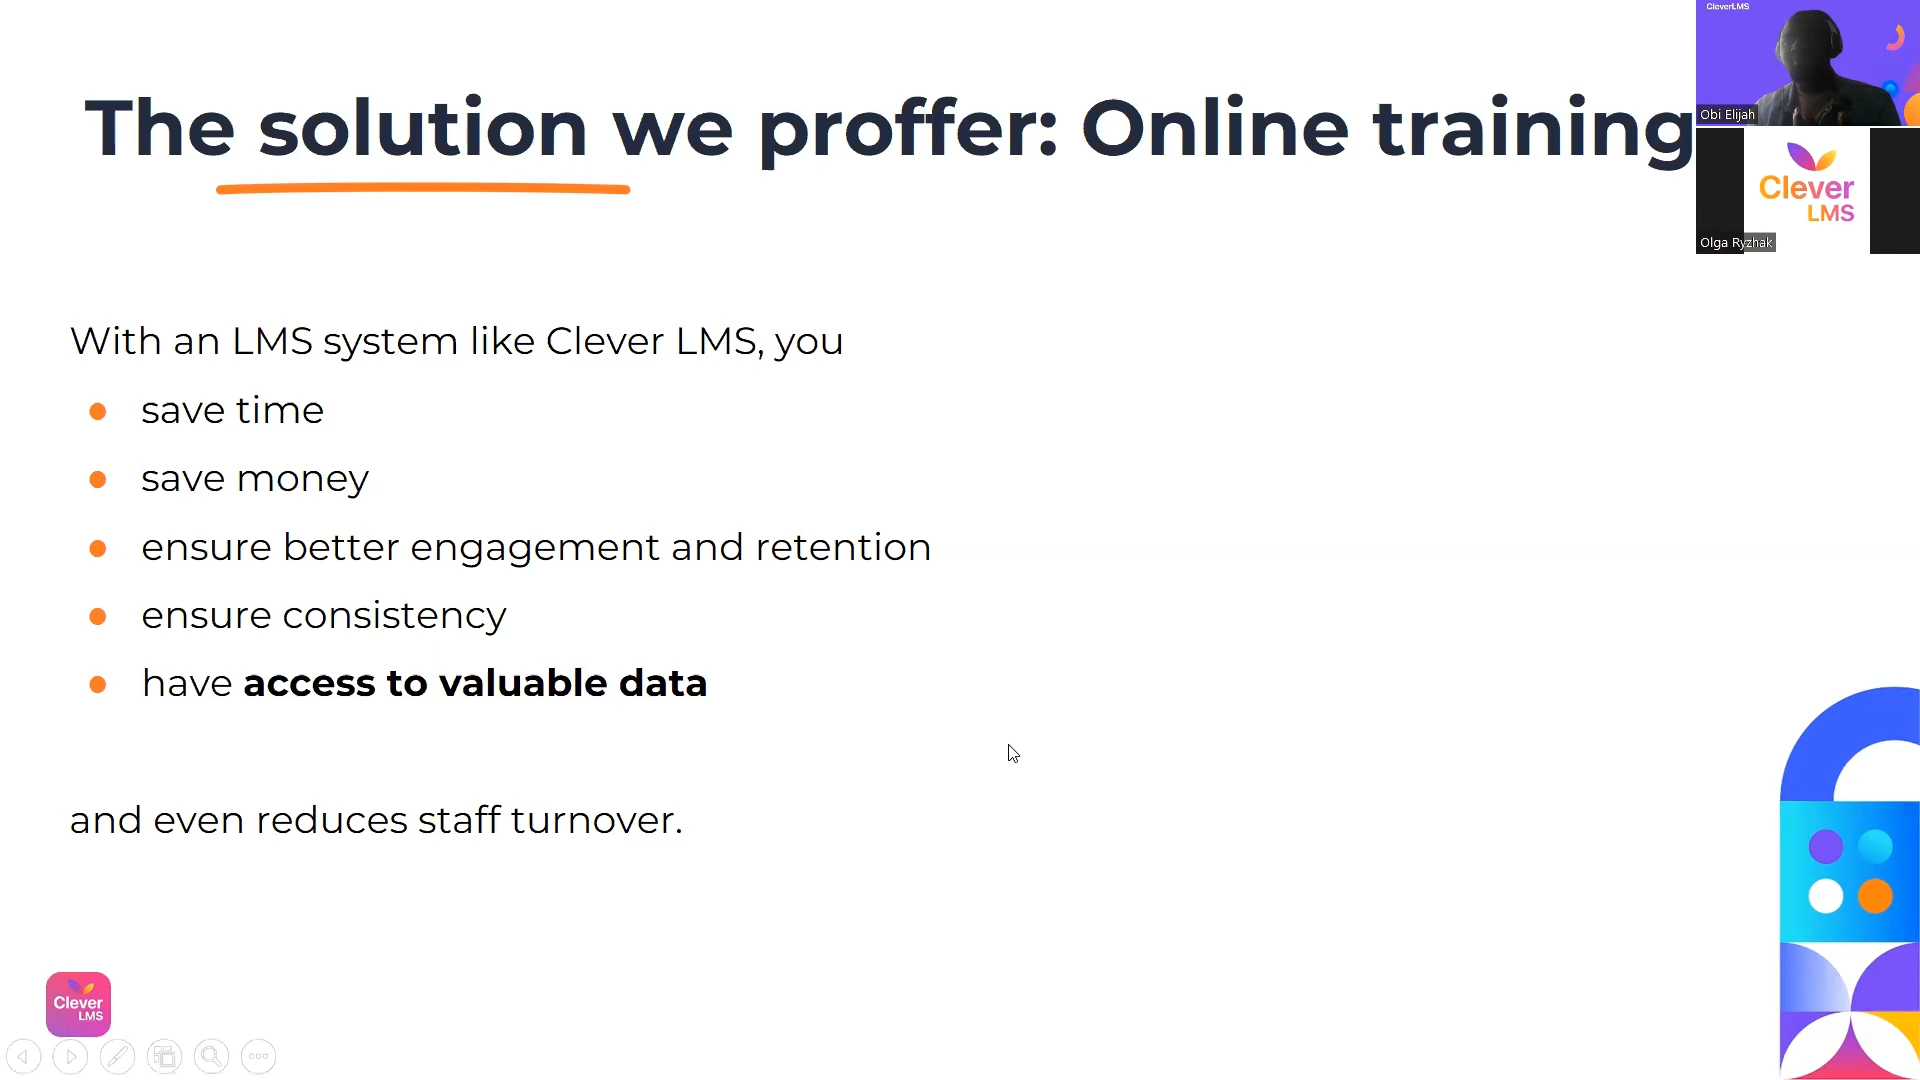 The solution we proffer: Online training
With an LMS system like Clever LMS, you
save time
save money
ensure better engagement and retention
ensure consistency
have access to valuable data
and even reduces staff turnover.
Clever
LMS
CleverLMS
Obi Elijah
Clever
LMS
Olga Ryzhak